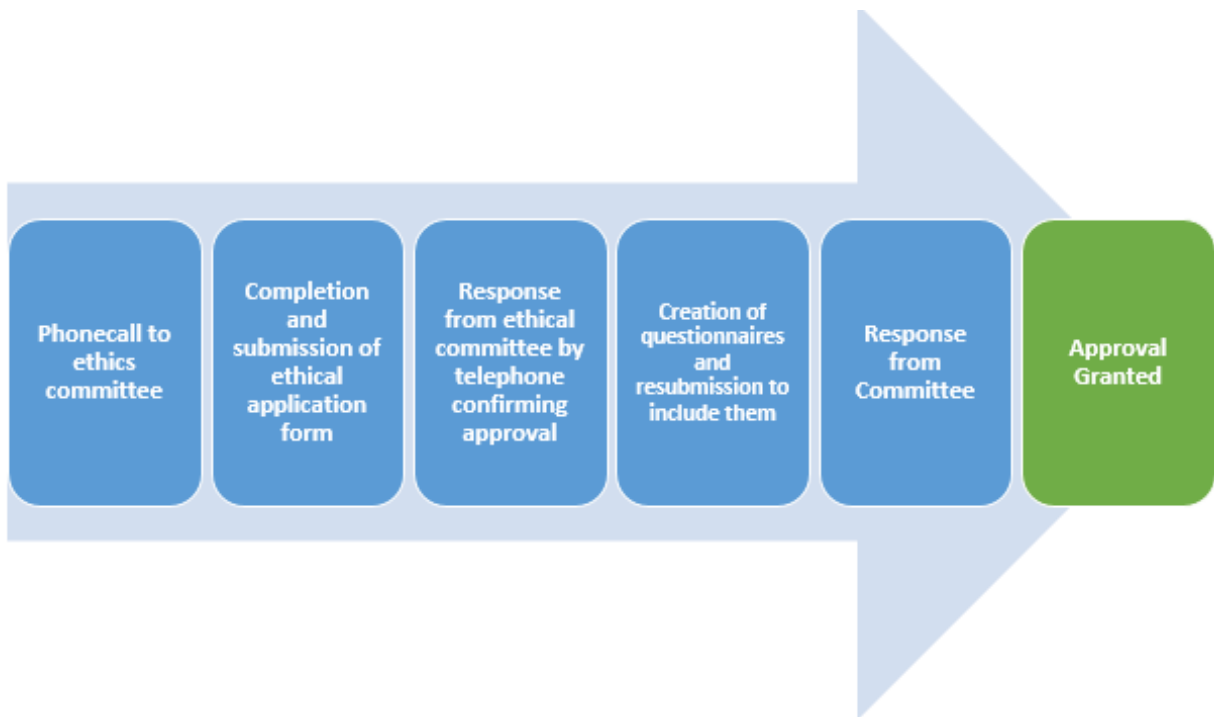 Phonecall to
ethics
committee
Completion
and
submission of
ethical
application
form
Response
from ethical
committee by
telephone
confirming
approval
Creation of
questionnaires
and
resubmission to
include them
Response
from
Committee
Approval
Granted